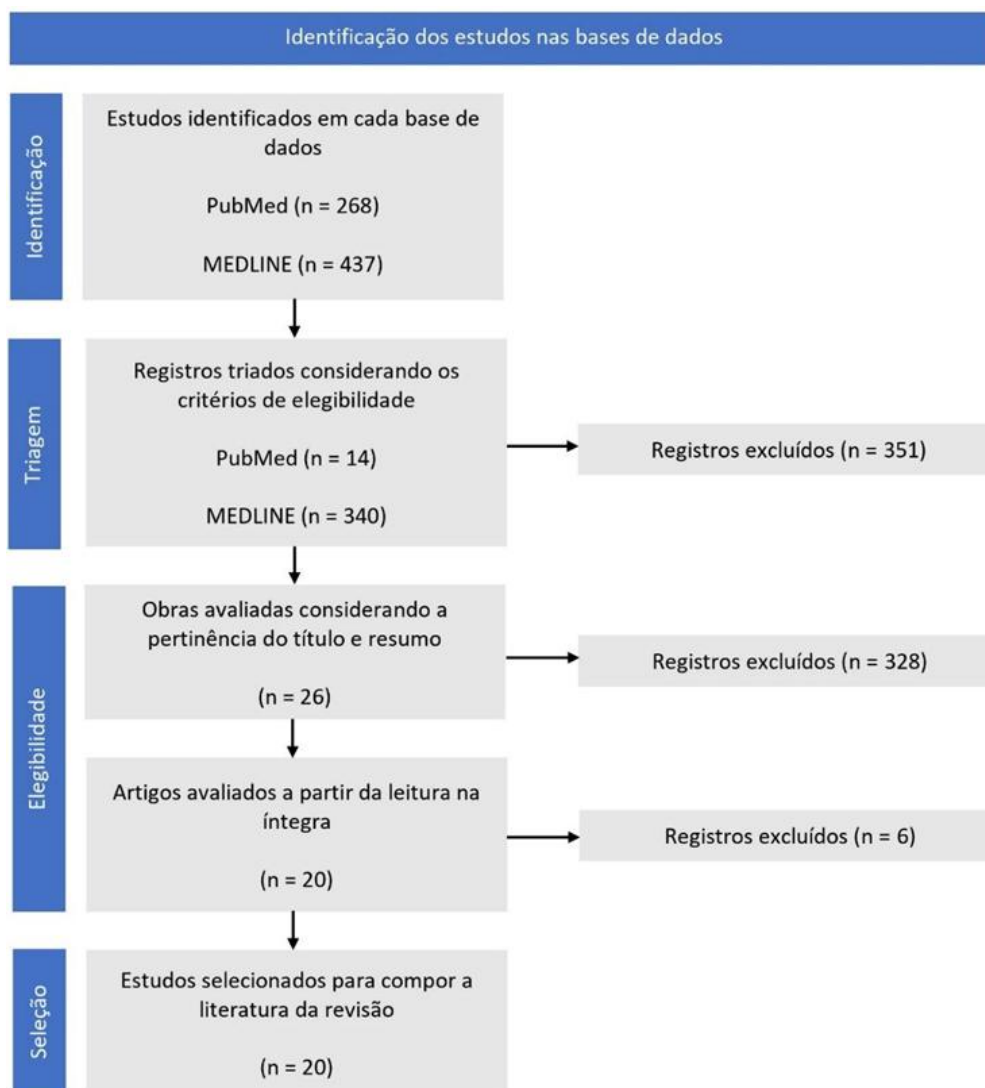 Identificação dos estudos nas bases de dados
Identificação
Estudos identificados em cada base de
dados
PubMed (n = 268)
MEDLINE (n = 437)
Triagem
Registros triados considerando os
critérios de elegibilidade
PubMed (n = 14)
MEDLINE (n = 340)
Registros excluídos (n = 351)
Elegibilidade
Obras avaliadas considerando a
pertinência do título e resumo
(n = 26)
Registros excluídos (n = 328)
Artigos avaliados a partir da leitura na
íntegra
(n = 20)
Registros excluídos (n = 6)
Seleção
Estudos selecionados para compor a
literatura da revisão
(n = 20)